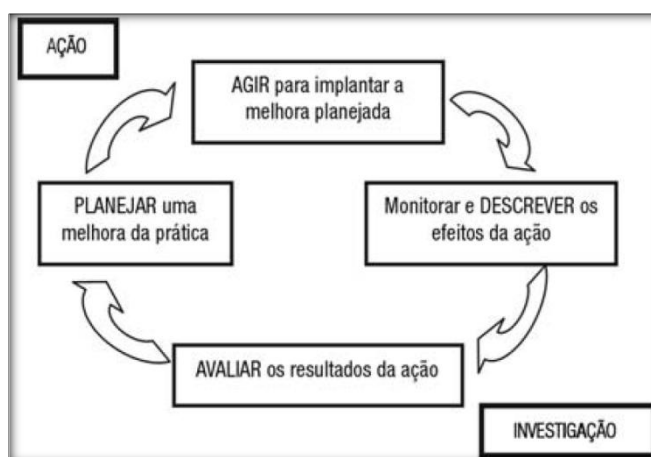 AÇÃO
AGIR para implantar a
melhora planejada
PLANEJAR uma
melhora da prática
Monitorar e DESCREVER os
efeitos da ação
AVALIAR os resultados da ação
INVESTIGAÇÃO